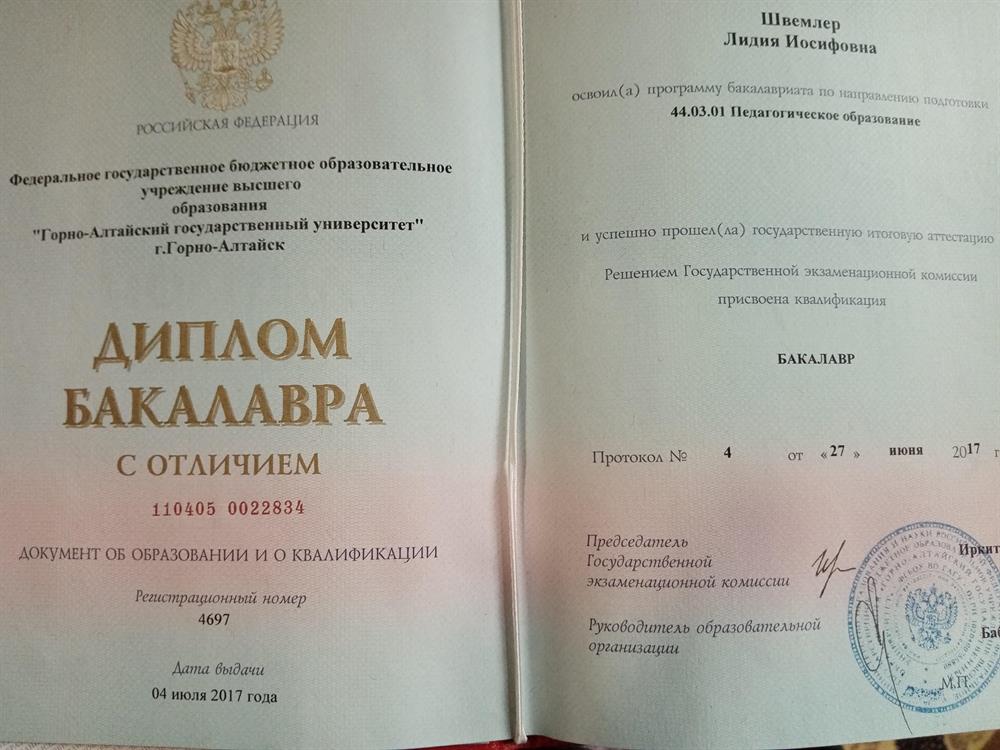 РОССИЙСКАЯ ФЕДЕРАЦИЯ
Федеральное государственное бюджетное образовательное
учреждение высшего
образования
"Горно-Алтайский государственный университет"
г.Горно-Алтайск
ДИПЛОМ
БАКАЛАВРА
С ОТЛИЧИЕМ
110405 0022834
ДОКУМЕНТ ОБ ОБРАЗОВАНИИ И О КВАЛИФИКАЦИИ
Регистрационный номер
4697
Дата выдачи
04 июля 2017 года
Швемлер
Лидия Иосифовна
освоил(а) программу бакалавриата по направлению подготовки
44.03.01 Педагогическое образование
и успешно прошел(ла) государственную итоговую аттестацию
Решением Государственной экзаменационной комиссии
присвоена квалификация
БАКАЛАВР
Протокол № 4 от «27» июня 2017 г
Председатель
Государственной
экзаменационной комиссии
Иркит
Руководитель образовательной
организации
Баб
М.П.